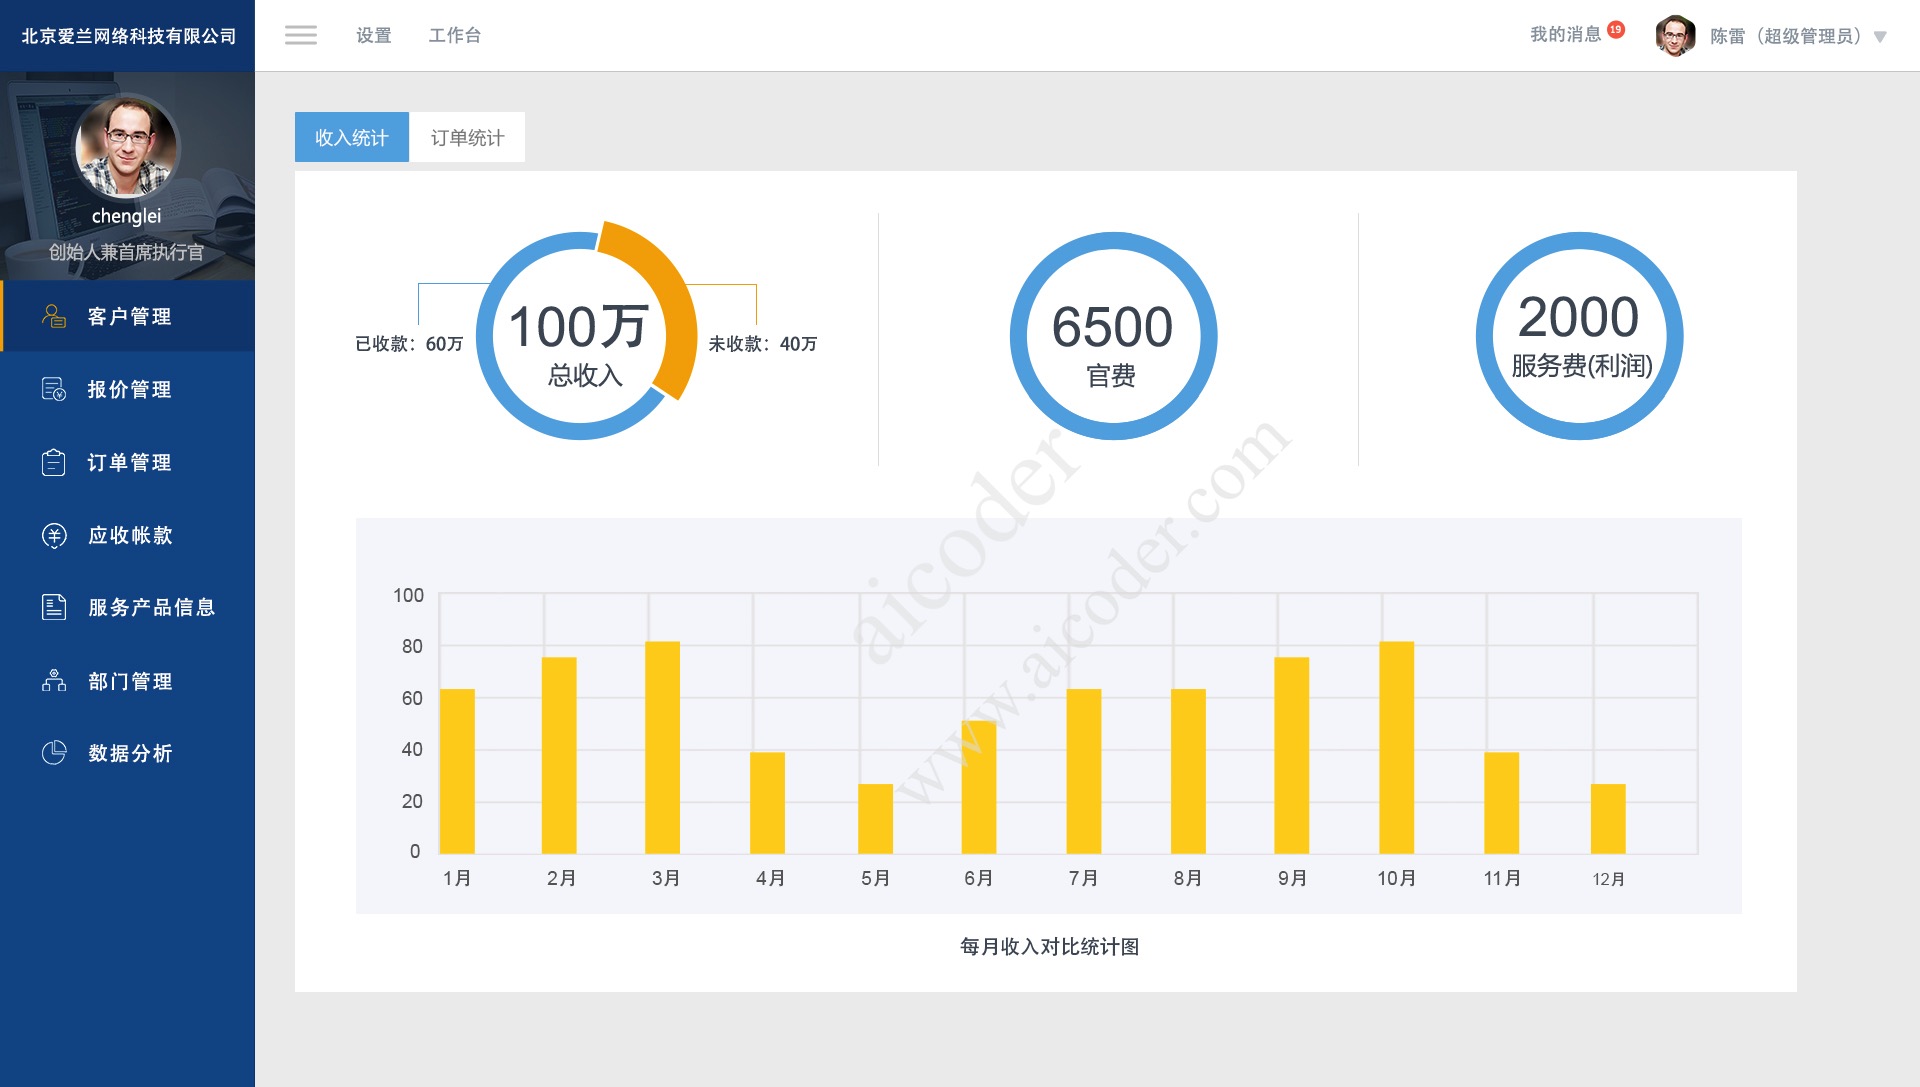 北京爱兰网络科技有限公司
设置
工作台
我的消息
19
陈雷（超级管理员）
chenglei
创始人兼首席执行官
客户管理
报价管理
订单管理
应收帐款
服务产品信息
部门管理
数据分析
收入统计
订单统计
已收款：60万
100万
总收入
未收款：40万
6500
官费
2000
服务费(利润)
aicoder
www.aicoder.com
100
80
60
40
20
0
1月
2月
3月
4月
5月
6月
7月
8月
9月
10月
11月
12月
每月收入对比统计图